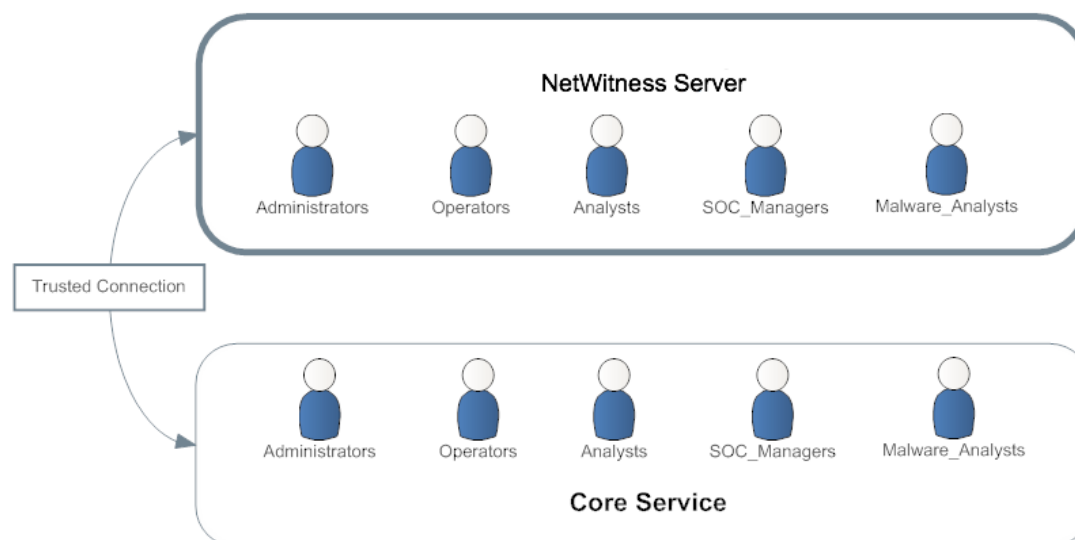 NetWitness Server
Administrators Operators Analysts SOC_Managers Malware_Analysts
Trusted Connection
Administrators Operators Analysts SOC_Managers Malware_Analysts
Core Service